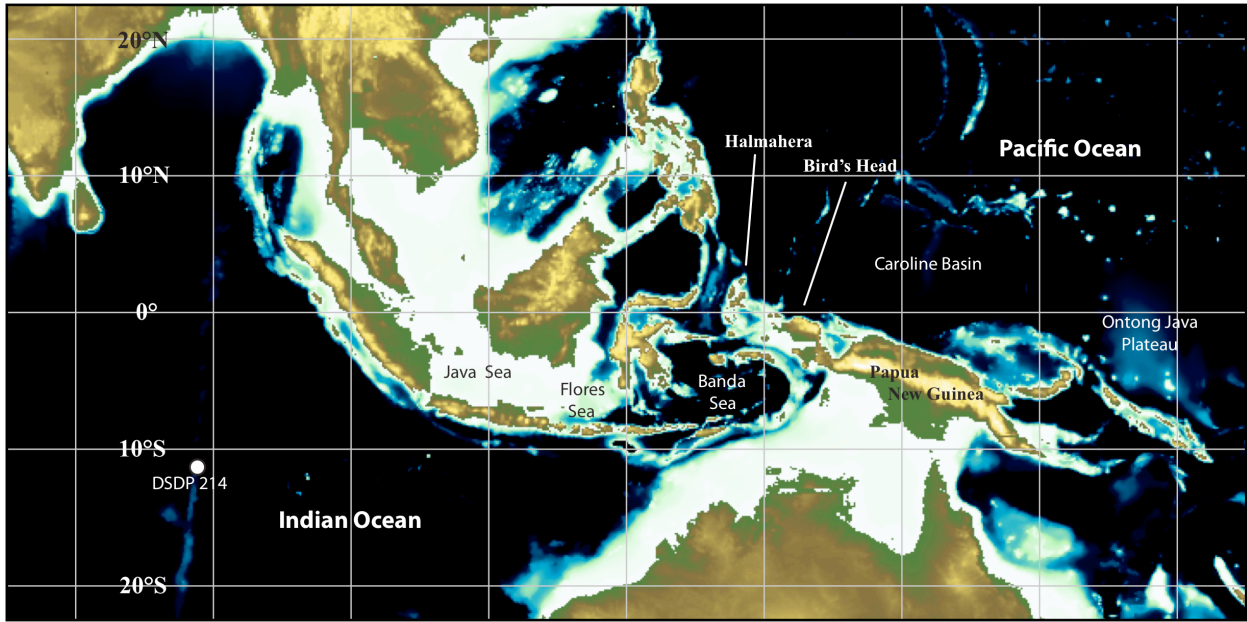 20°N
Halmahera
Pacific Ocean
Bird's Head
10°N
Caroline Basin
0°
Ontong Java
Plateau
Java Sea
Flores
Sea
Banda
Sea
Papua
New Guinea
10°S
DSDP 214
Indian Ocean
20°S